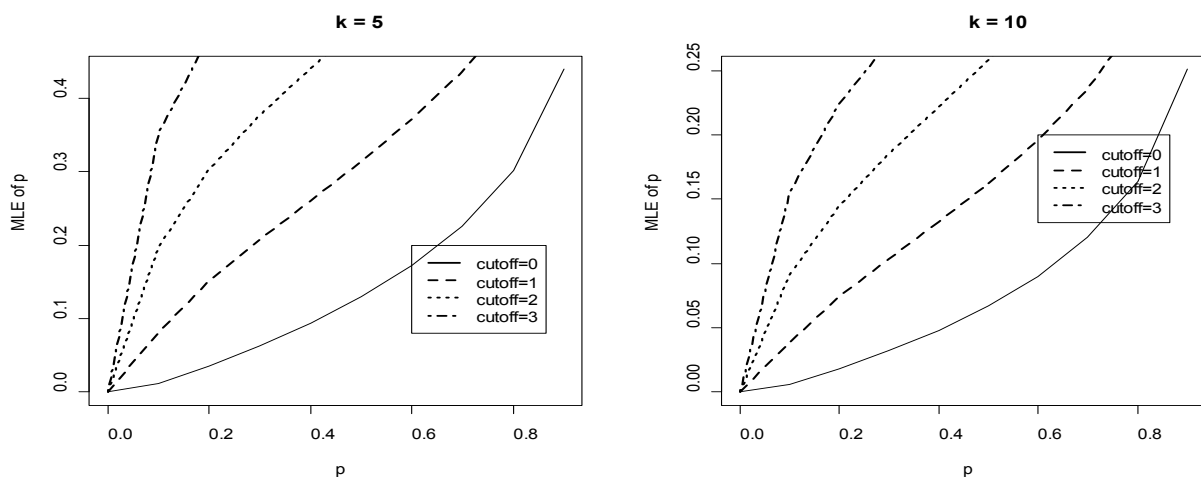 k = 5
MLE of p
0.4
0.3
0.2
0.1
0.0
cutoff=0
cutoff=1
cutoff=2
cutoff=3
0.0 0.2 0.4 0.6 0.8
p
k = 10
MLE of p
0.25
0.20
0.15
0.10
0.05
0.00
cutoff=0
cutoff=1
cutoff=2
cutoff=3
0.0 0.2 0.4 0.6 0.8
p